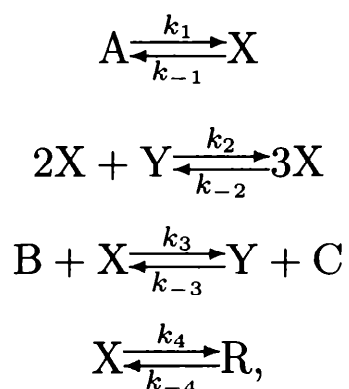 A k₁ ⇌ k₋₁ X
2X + Y k₂ ⇌ k₋₂ 3X
B + X k₃ ⇌ k₋₃ Y + C
X k₄ ⇌ k₋₄ R,